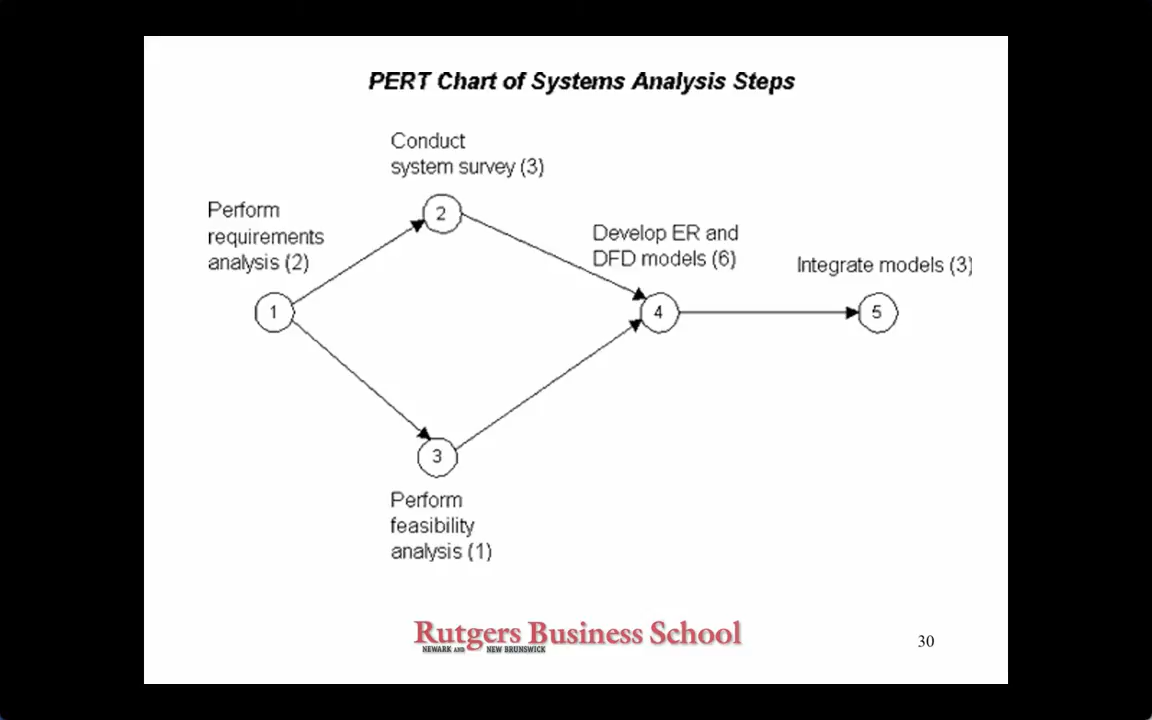 PERT Chart of Systems Analysis Steps
Conduct
system survey (3)
Perform
requirements
analysis (2)
2
Develop ER and
DFD models (6)
Integrate models (3)
1
4
5
3
Perform
feasibility
analysis (1)
Rutgers Business School
NEWARK AND NEW BRUNSWICK
30